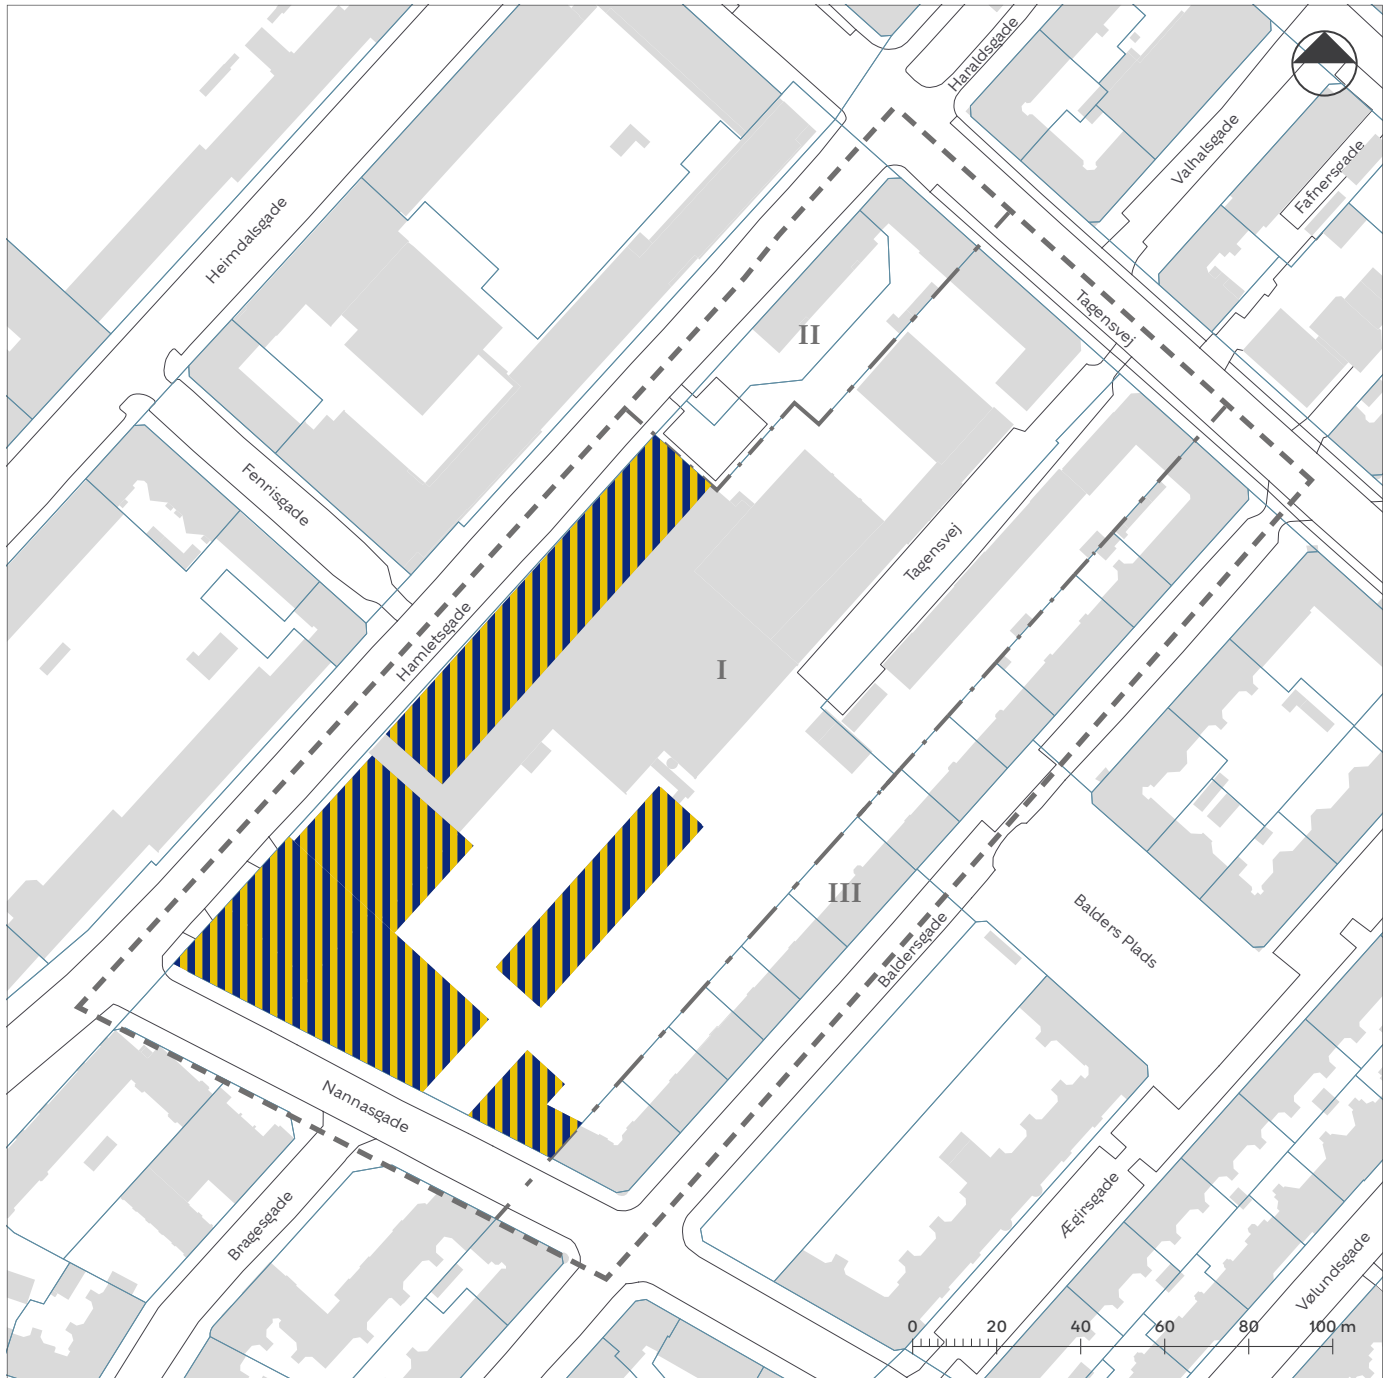 Haraldsgade
Valhalsgade
Fafnersgade
Heimdalsgade
Tagensvej
II
Fenrisgade
Tagensvej
Hamletsgade
I
III
Baldersgade
Balders Plads
Nannasgade
Bragesgade
Ægirsgade
Vølundsgade
0 20 40 60 80 100 m